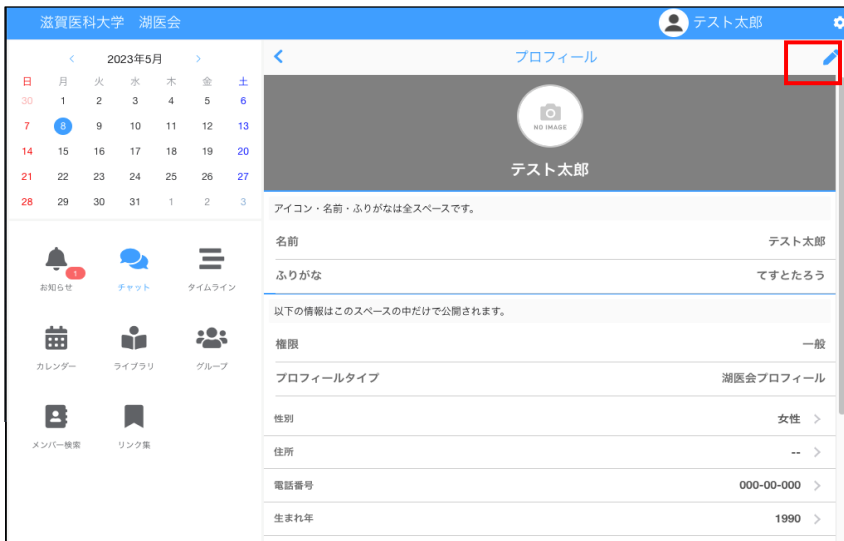 滋賀医科大学 湖医会
テスト太郎
2023年5月
日 月 火 水 木 金 土
30 1 2 3 4 5 6
7 8 9 10 11 12 13
14 15 16 17 18 19 20
21 22 23 24 25 26 27
28 29 30 31 1 2 3
1
お知らせ チャット タイムライン
カレンダー ライブラリ グループ
メンバー検索 リンク集
プロフィール
NO IMAGE
テスト太郎
アイコン・名前・ふりがなは全スペースです。
名前 テスト太郎
ふりがな てすとたろう
以下の情報はこのスペースの中だけで公開されます。
権限 一般
プロフィールタイプ 湖医会プロフィール
性別 女性
住所 --
電話番号 000-00-000
生まれ年 1990